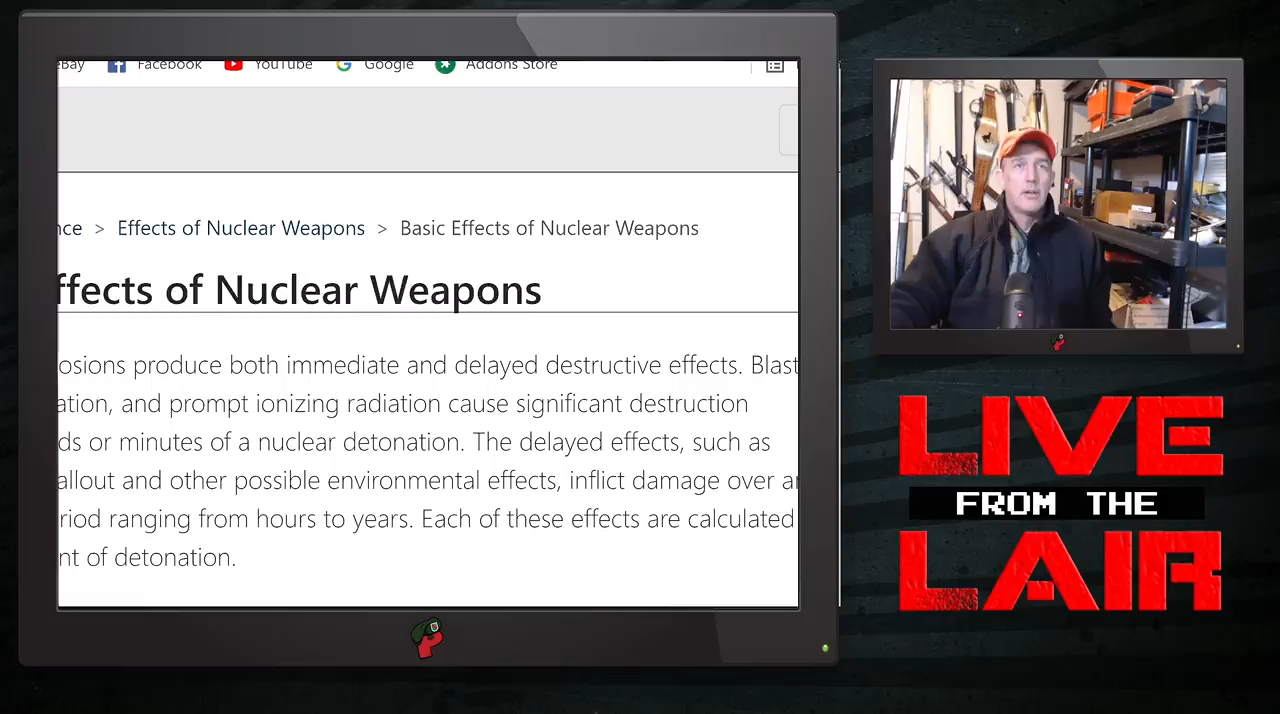 eBay Facebook YouTube Google Addons Store
nce > Effects of Nuclear Weapons > Basic Effects of Nuclear Weapons
ffects of Nuclear Weapons
osions produce both immediate and delayed destructive effects. Blast
ation, and prompt ionizing radiation cause significant destruction
ds or minutes of a nuclear detonation. The delayed effects, such as
allout and other possible environmental effects, inflict damage over an
riod ranging from hours to years. Each of these effects are calculated
nt of detonation.
LIVE
FROM THE
LAIR